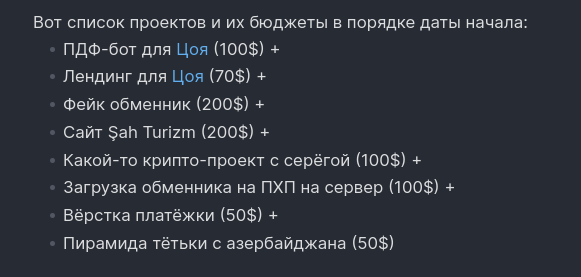 Вот список проектов и их бюджеты в порядке даты начала:
• ПДФ-бот для Цоя (100$) +
• Лендинг для Цоя (70$) +
• Фейк обменник (200$) +
• Сайт Şah Turizm (200$) +
• Какой-то крипто-проект с серёгой (100$) +
• Загрузка обменника на ПХП на сервер (100$) +
• Вёрстка платёжки (50$) +
• Пирамида тётьки с азербайджана (50$)